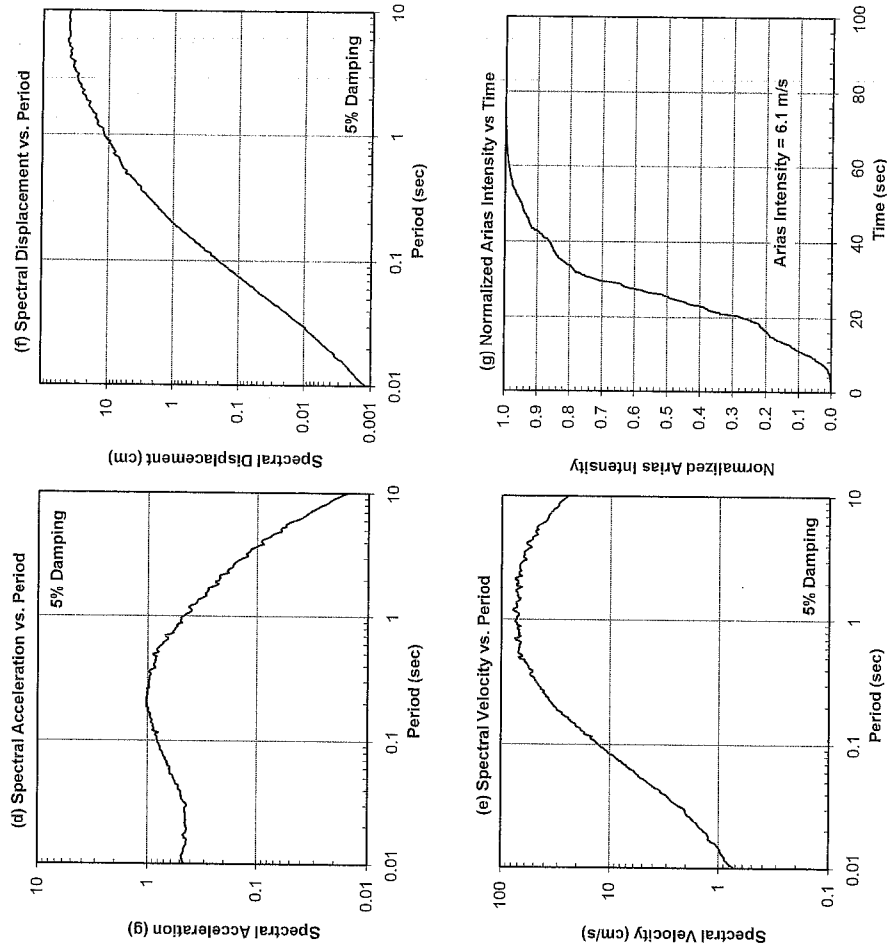 (d) Spectral Acceleration vs. Period
5% Damping
Spectral Acceleration (g)
10
1
0.1
0.01
0.01
0.1
1
10
Period (sec)
(f) Spectral Displacement vs. Period
5% Damping
Spectral Displacement (cm)
10
1
0.1
0.01
0.001
0.01
0.1
1
10
Period (sec)
(e) Spectral Velocity vs. Period
5% Damping
Spectral Velocity (cm/s)
100
10
1
0.1
0.01
0.1
1
10
Period (sec)
(g) Normalized Arias Intensity vs Time
Arias Intensity = 6.1 m/s
Normalized Arias Intensity
1.0
0.9
0.8
0.7
0.6
0.5
0.4
0.3
0.2
0.1
0.0
0
20
40
60
80
100
Time (sec)